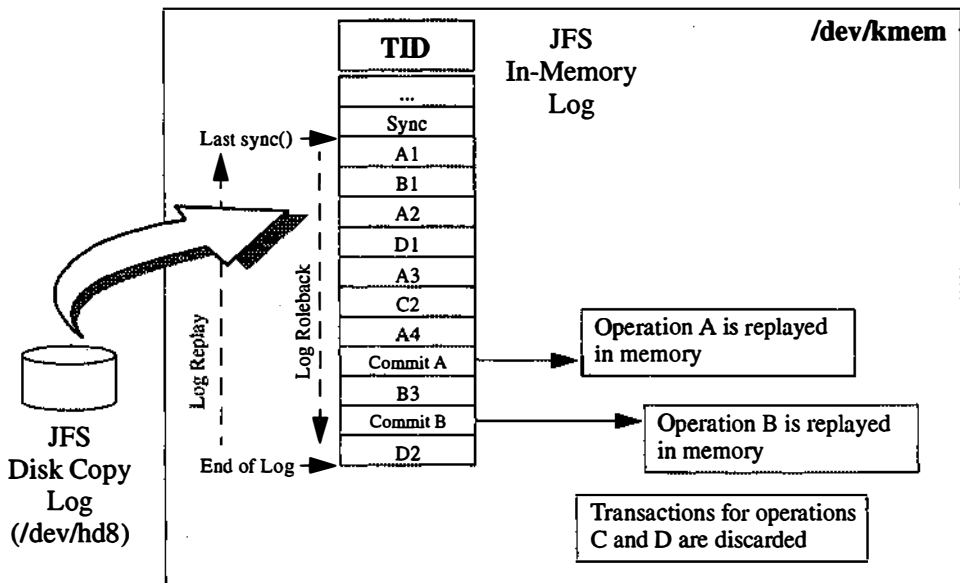 /dev/kmem
TID
JFS
In-Memory
Log
...
Sync
Last sync()
A1
B1
A2
D1
A3
C2
A4
Commit A
B3
Commit B
D2
Log Replay
Log Roleback
End of Log
Operation A is replayed
in memory
Operation B is replayed
in memory
Transactions for operations
C and D are discarded
JFS
Disk Copy
Log
(/dev/hd8)